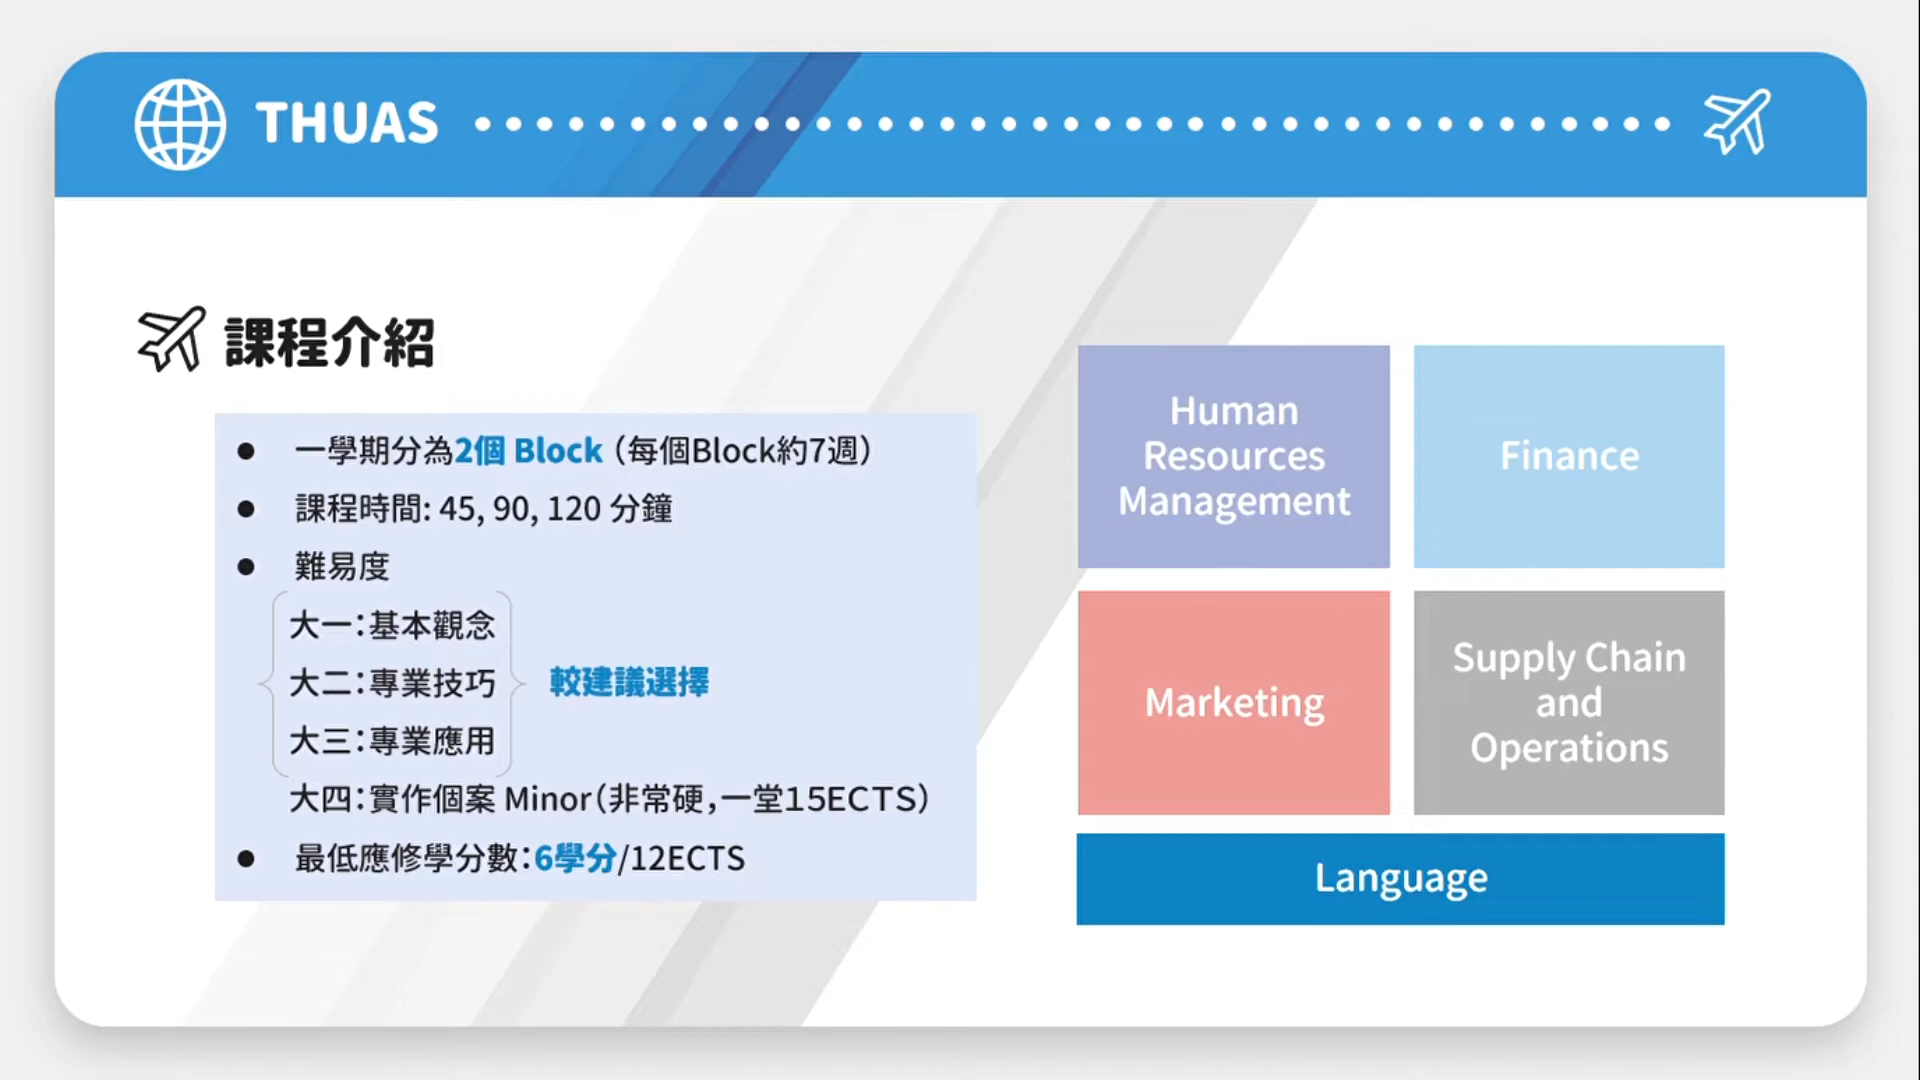 THUAS
課程介紹
一學期分為2個 Block（每個Block約7週）
課程時間: 45, 90, 120 分鐘
難易度
大一：基本觀念
大二：專業技巧
較建議選擇
大三：專業應用
大四：實作個案 Minor（非常硬，一堂15ECTS）
最低應修學分數：6學分/12ECTS
Human
Resources
Management
Finance
Marketing
Supply Chain
and
Operations
Language